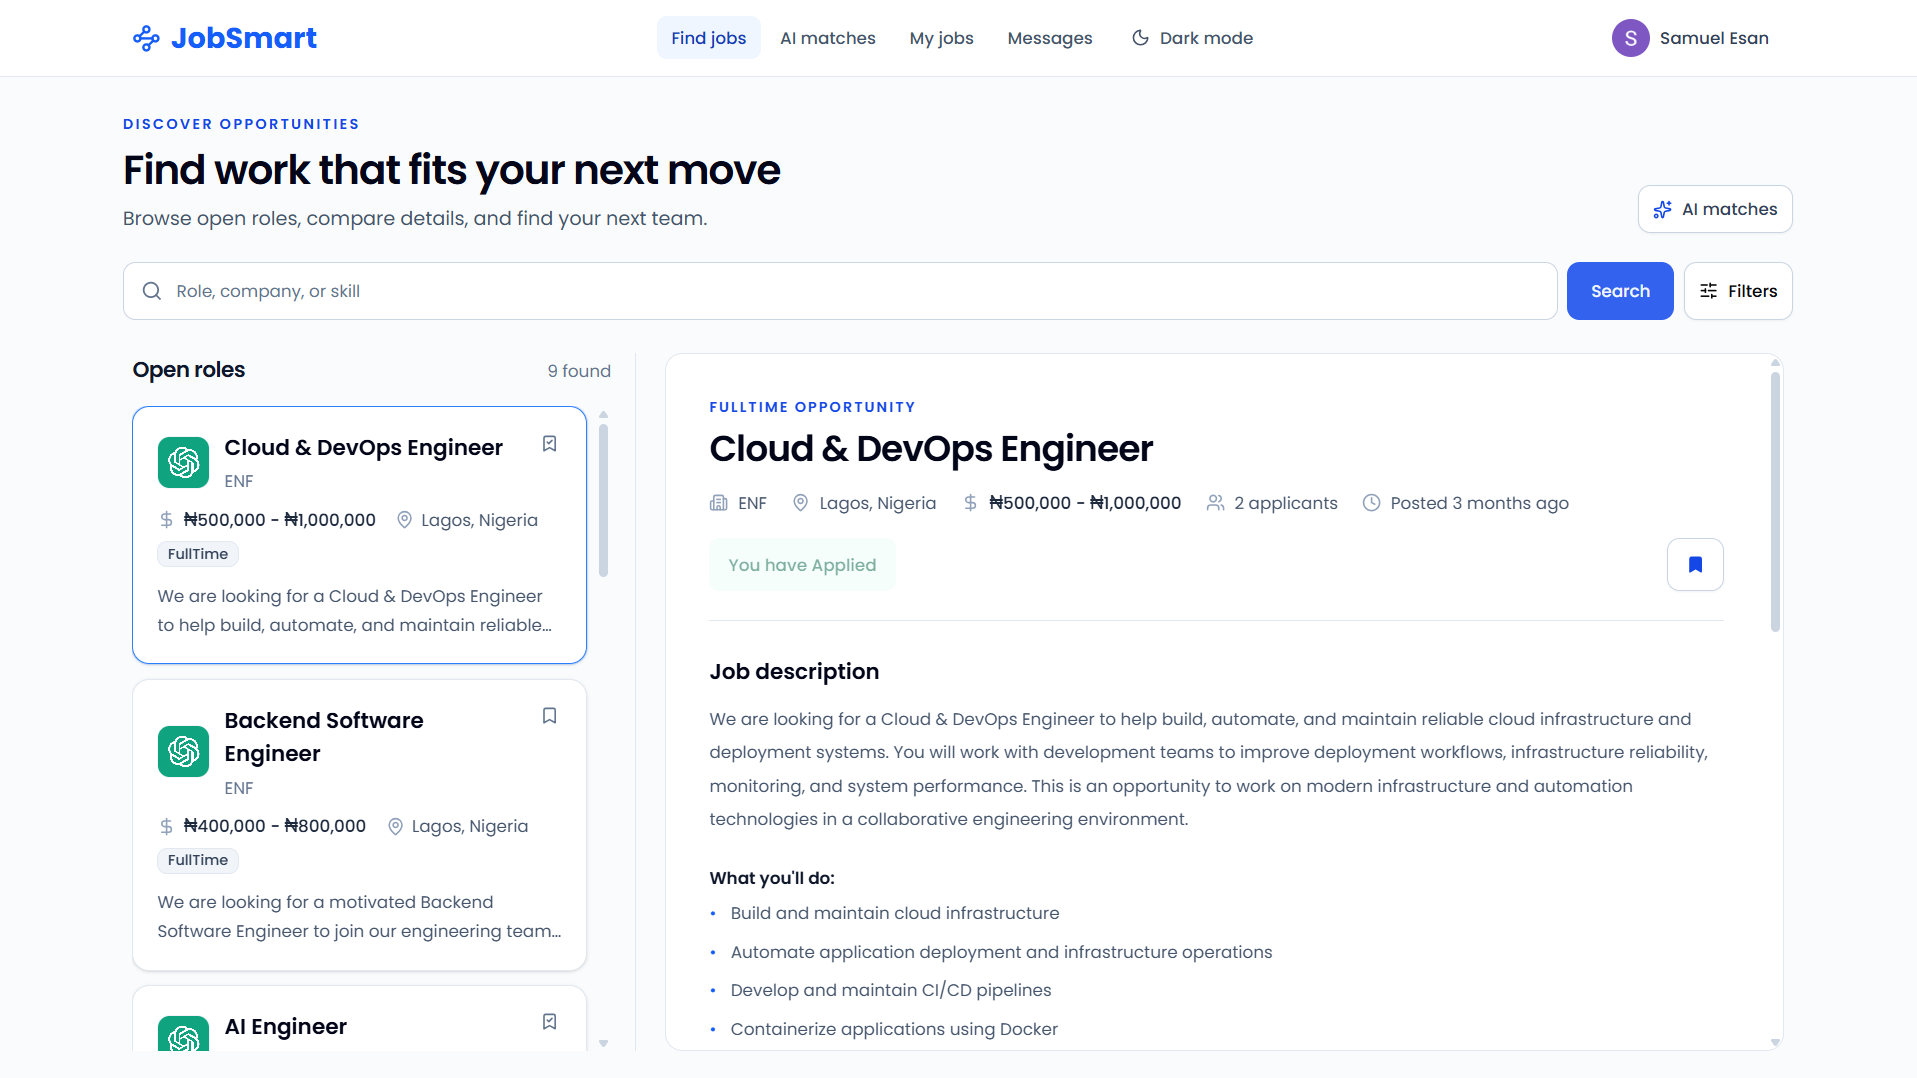 JobSmart
Find jobs
AI matches
My jobs
Messages
Dark mode
S
Samuel Esan
DISCOVER OPPORTUNITIES
Find work that fits your next move
Browse open roles, compare details, and find your next team.
AI matches
Role, company, or skill
Search
Filters
Open roles
9 found
Cloud & DevOps Engineer
ENF
₦500,000 - ₦1,000,000
Lagos, Nigeria
FullTime
We are looking for a Cloud & DevOps Engineer
to help build, automate, and maintain reliable...
Backend Software
Engineer
ENF
₦400,000 - ₦800,000
Lagos, Nigeria
FullTime
We are looking for a motivated Backend
Software Engineer to join our engineering team...
AI Engineer
FULLTIME OPPORTUNITY
Cloud & DevOps Engineer
ENF
Lagos, Nigeria
₦500,000 - ₦1,000,000
2 applicants
Posted 3 months ago
You have Applied
Job description
We are looking for a Cloud & DevOps Engineer to help build, automate, and maintain reliable cloud infrastructure and
deployment systems. You will work with development teams to improve deployment workflows, infrastructure reliability,
monitoring, and system performance. This is an opportunity to work on modern infrastructure and automation
technologies in a collaborative engineering environment.
What you'll do:
• Build and maintain cloud infrastructure
• Automate application deployment and infrastructure operations
• Develop and maintain CI/CD pipelines
• Containerize applications using Docker